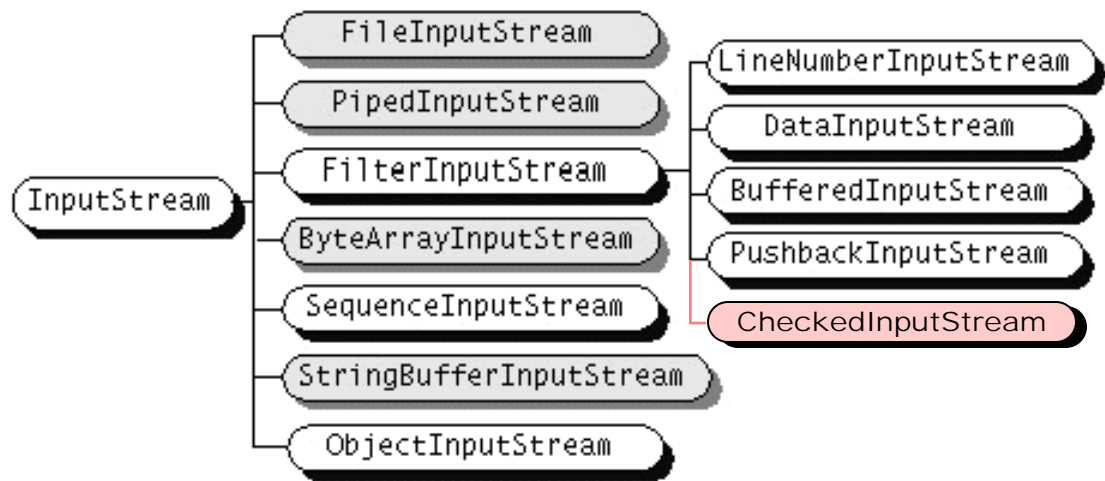 InputStream
FileInputStream
PipedInputStream
FilterInputStream
ByteArrayInputStream
SequenceInputStream
StringBufferInputStream
ObjectInputStream
LineNumberInputStream
DataInputStream
BufferedInputStream
PushbackInputStream
CheckedInputStream